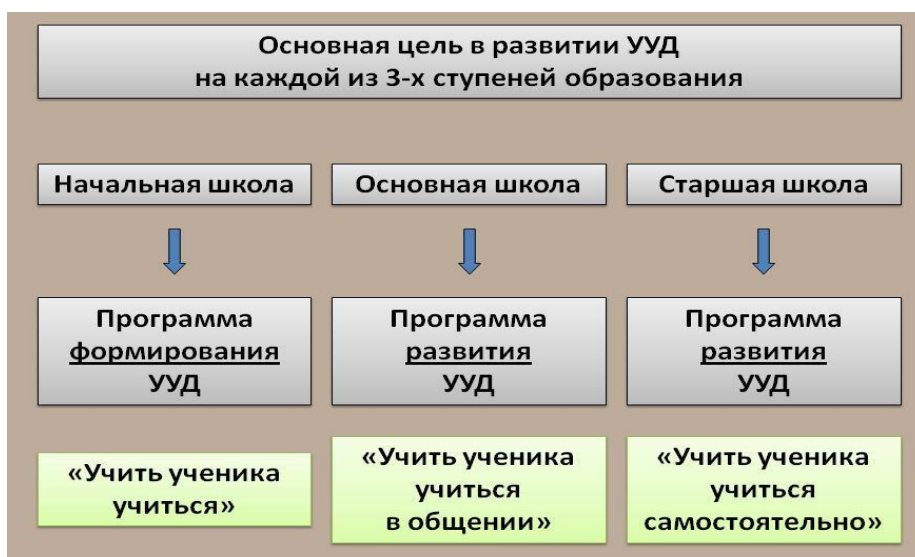 Основная цель в развитии УУД
на каждой из 3-х ступеней образования
Начальная школа
Основная школа
Старшая школа
Программа
формирования
УУД
Программа
развития
УУД
Программа
развития
УУД
«Учить ученика
учиться»
«Учить ученика
учиться
в общении»
«Учить ученика
учиться
самостоятельно»